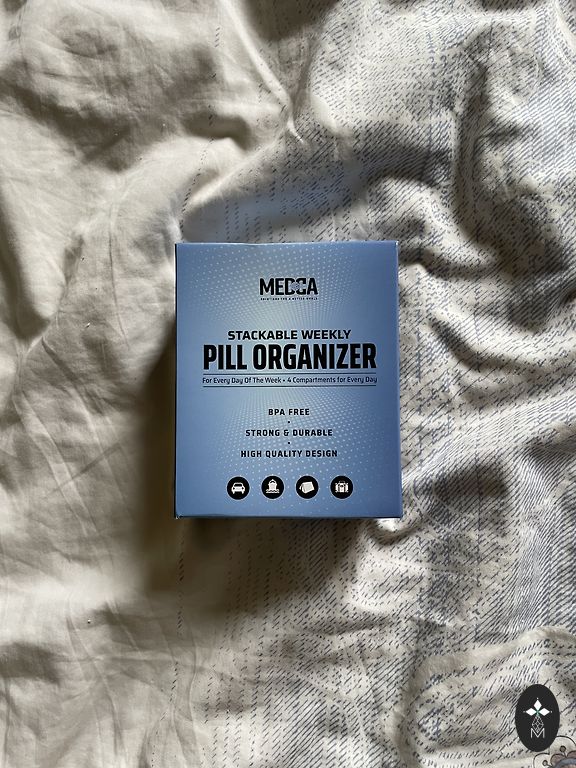 MEDCA
STACKABLE WEEKLY
PILL ORGANIZER
For Every Day Of The Week • 4 Compartments for Every Day
BPA FREE
•
STRONG & DURABLE
•
HIGH QUALITY DESIGN
M